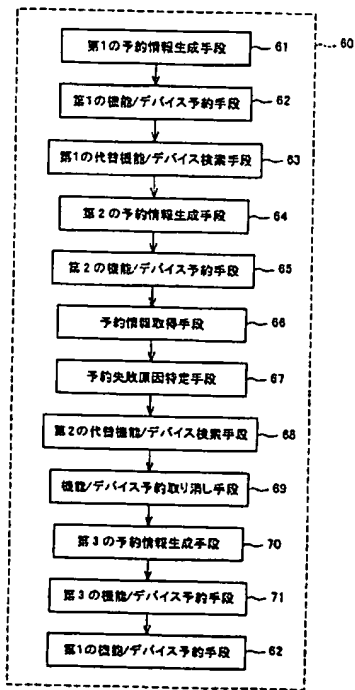 60
第1の予約情報生成手段 61
第1の機能/デバイス予約手段 62
第1の代替機能/デバイス検索手段 63
第2の予約情報生成手段 64
第2の機能/デバイス予約手段 65
予約情報取得手段 66
予約失敗原因特定手段 67
第2の代替機能/デバイス検索手段 68
機能/デバイス予約取り消し手段 69
第3の予約情報生成手段 70
第3の機能/デバイス予約手段 71
第1の機能/デバイス予約手段 62